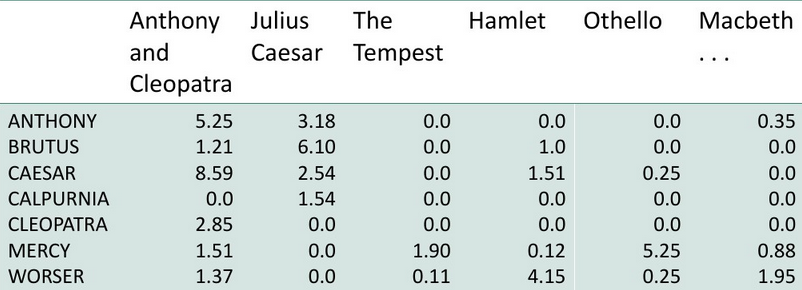 Anthony and Cleopatra Julius Caesar The Tempest Hamlet Othello Macbeth . . .
ANTHONY 5.25 3.18 0.0 0.0 0.0 0.35
BRUTUS 1.21 6.10 0.0 1.0 0.0 0.0
CAESAR 8.59 2.54 0.0 1.51 0.25 0.0
CALPURNIA 0.0 1.54 0.0 0.0 0.0 0.0
CLEOPATRA 2.85 0.0 0.0 0.0 0.0 0.0
MERCY 1.51 0.0 1.90 0.12 5.25 0.88
WORSER 1.37 0.0 0.11 4.15 0.25 1.95